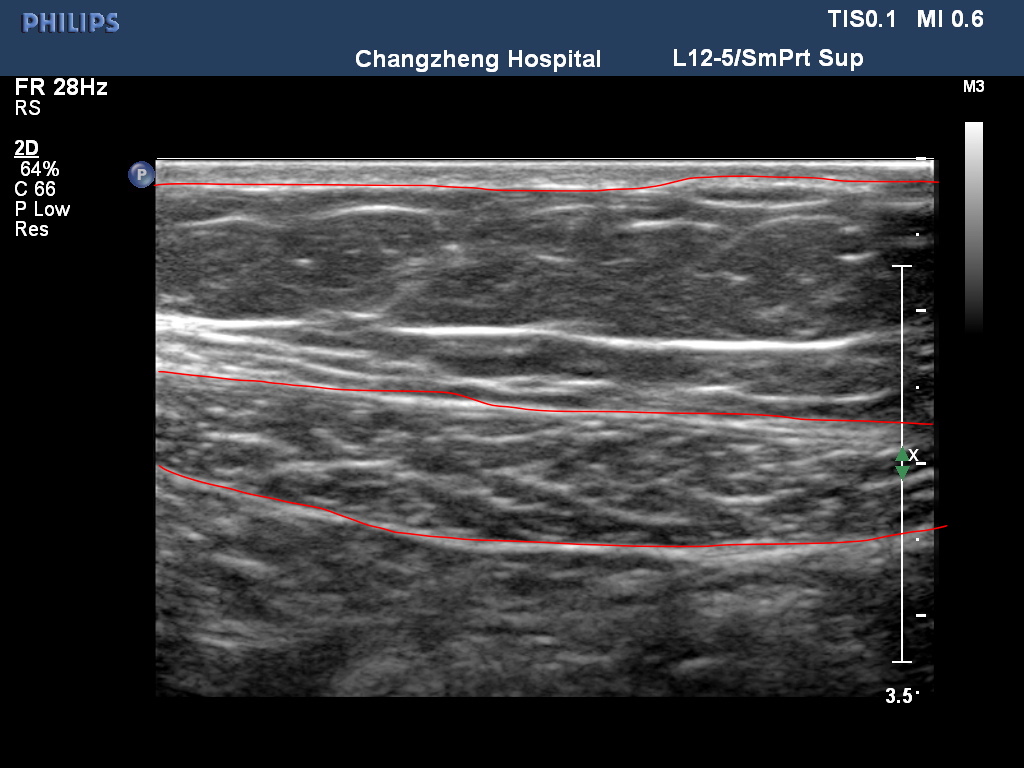 PHILIPS
TIS0.1 MI 0.6
Changzheng Hospital
L12-5/SmPrt Sup
FR 28Hz
RS
M3
2D
64%
C 66
P Low
Res
P
X
3.5